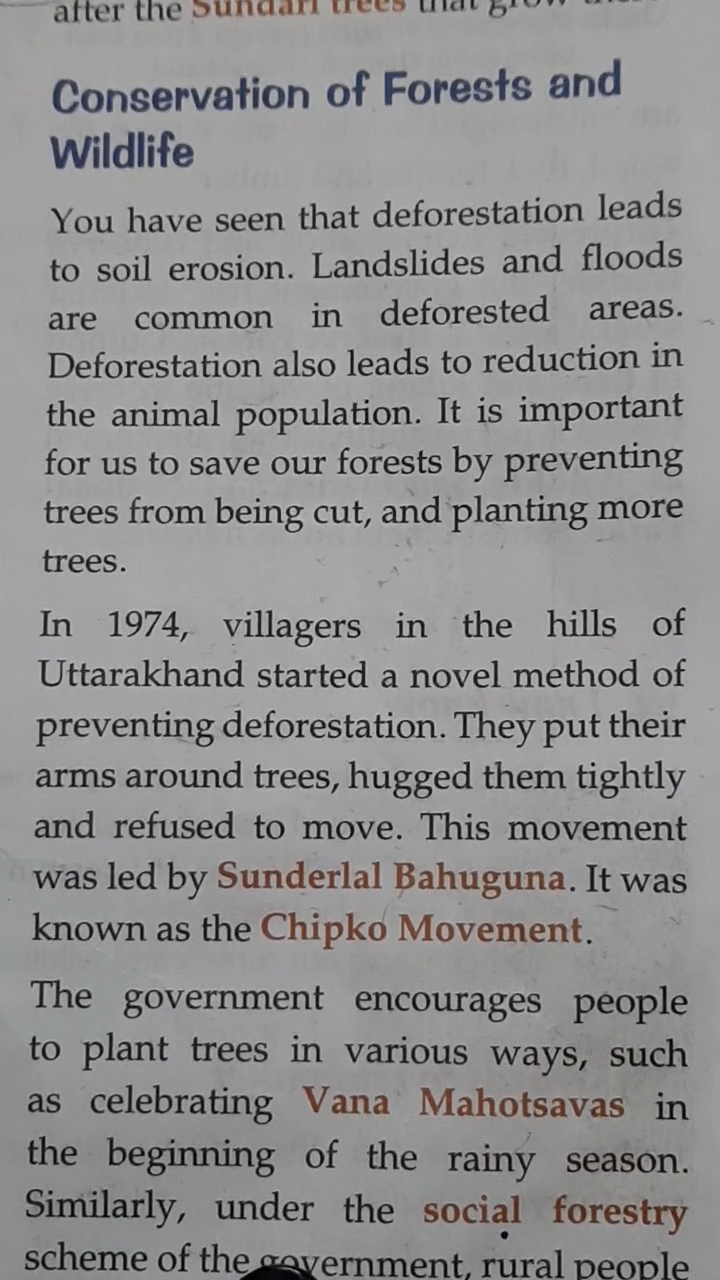 after the Sundari trees that
Conservation of Forests and
Wildlife
You have seen that deforestation leads
to soil erosion. Landslides and floods
are common in deforested areas.
Deforestation also leads to reduction in
the animal population. It is important
for us to save our forests by preventing
trees from being cut, and planting more
trees.
In 1974, villagers in the hills of
Uttarakhand started a novel method of
preventing deforestation. They put their
arms around trees, hugged them tightly
and refused to move. This movement
was led by Sunderlal Bahuguna. It was
known as the Chipko Movement.
The government encourages people
to plant trees in various ways, such
as celebrating Vana Mahotsavas in
the beginning of the rainy season.
Similarly, under the social forestry
scheme of the government, rural people